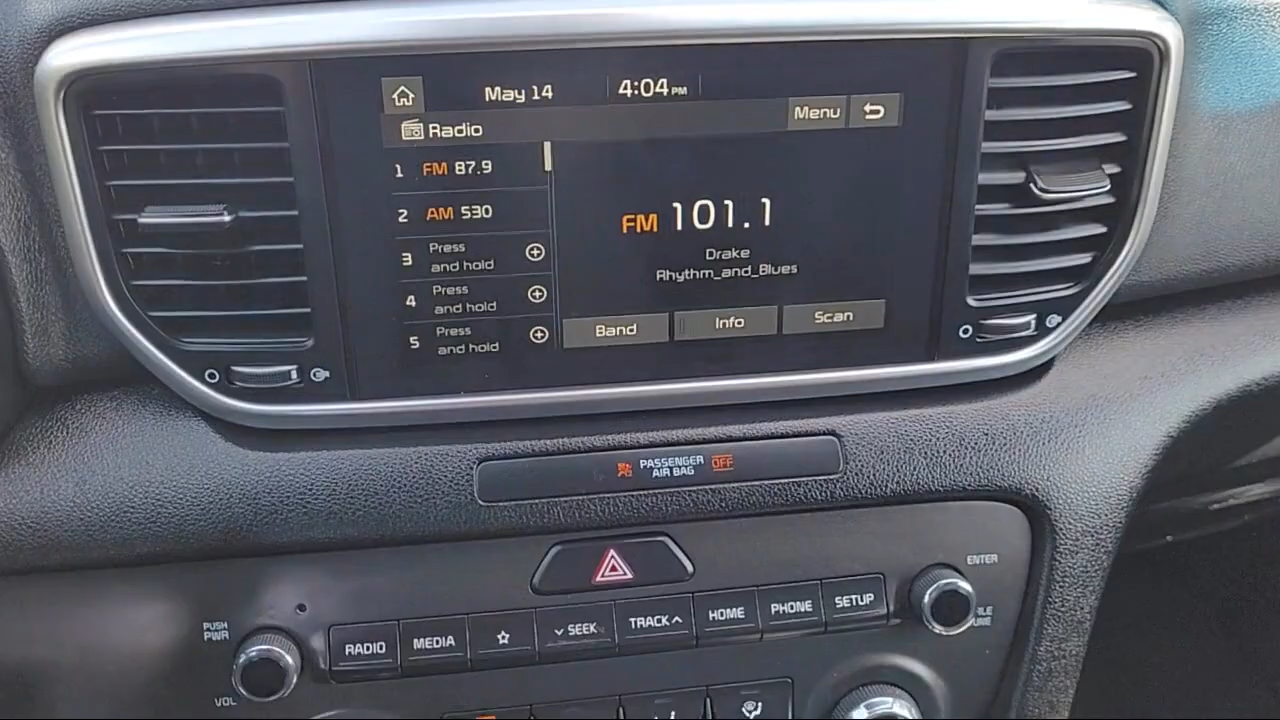 May 14 4:04 PM
Radio Menu
1 FM 87.9
2 AM 530
3 Press and hold
4 Press and hold
5 Press and hold
FM 101.1
Drake
Rhythm_and_Blues
Band Info Scan
PASSENGER
AIR BAG OFF
PUSH
PWR
VOL
RADIO MEDIA SEEK TRACK HOME PHONE SETUP
ENTER